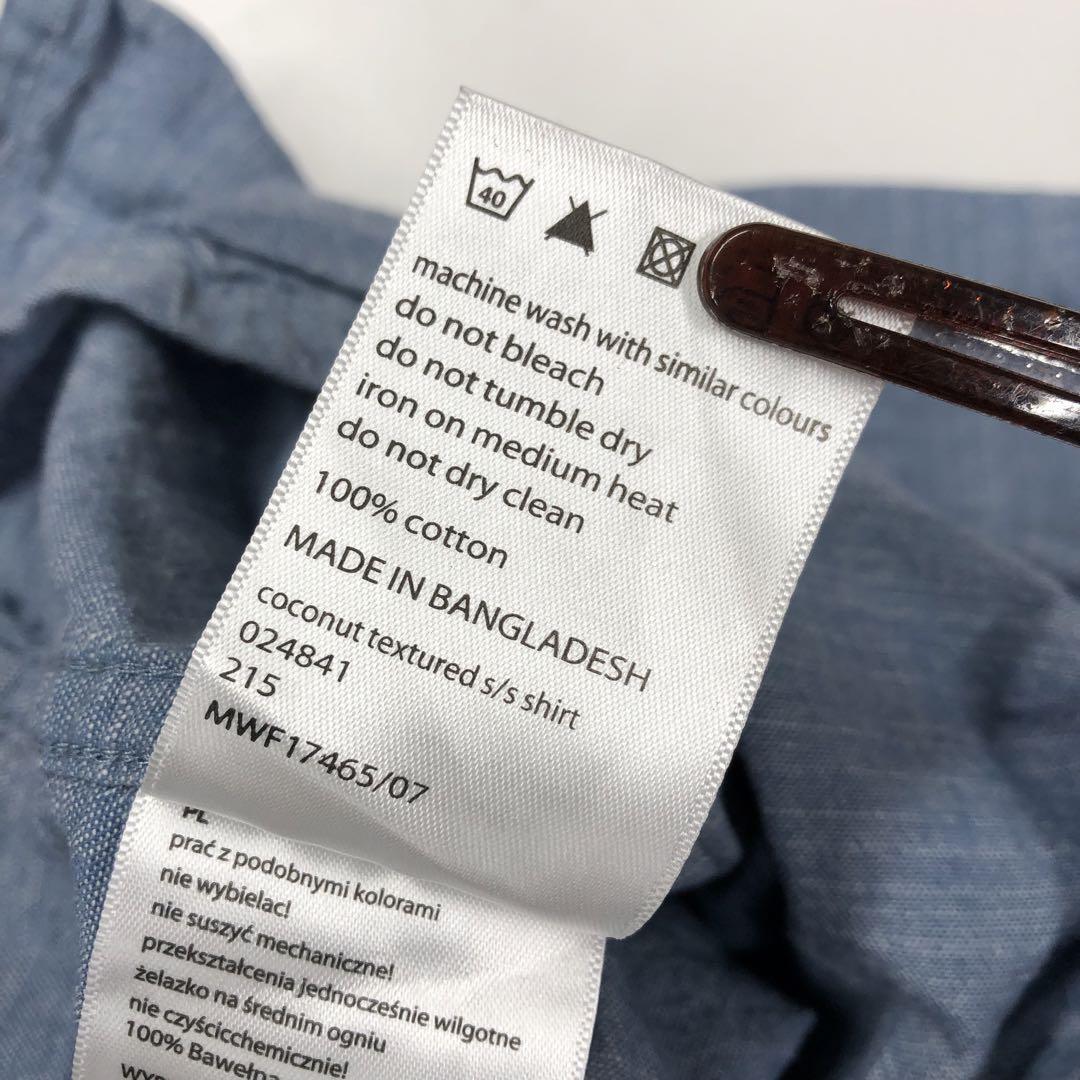 40
machine wash with similar colours
do not bleach
do not tumble dry
iron on medium heat
do not dry clean
100% cotton
MADE IN BANGLADESH
coconut textured s/s shirt
024841
215
MWF17465/07
PL
prać z podobnymi kolorami
nie wybielac!
nie suszyć mechaniczne!
przekształcenia jednocześnie wilgotne
żelazko na średnim ogniu
nie czyścicchemicznie!
100% Bawełna